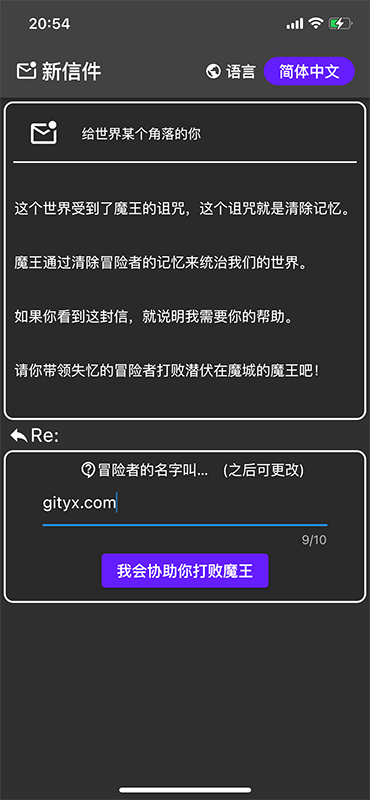 20:54
新信件
语言
简体中文
给世界某个角落的你
这个世界受到了魔王的诅咒，这个诅咒就是清除记忆。
魔王通过清除冒险者的记忆来统治我们的世界。
如果你看到这封信，就说明我需要你的帮助。
请你带领失忆的冒险者打败潜伏在魔城的魔王吧！
Re:
冒险者的名字叫... (之后可更改)
gityx.com
9/10
我会协助你打败魔王